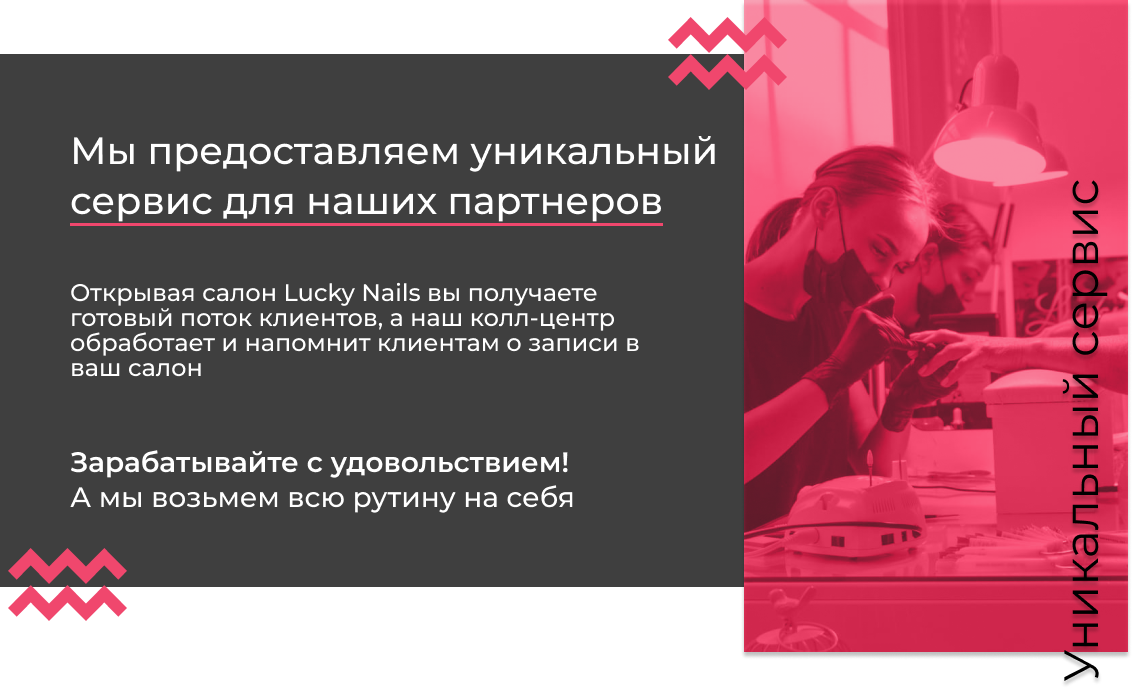 Мы предоставляем уникальный
сервис для наших партнеров
Открывая салон Lucky Nails вы получаете
готовый поток клиентов, а наш колл-центр
обработает и напомнит клиентам о записи в
ваш салон
Зарабатывайте с удовольствием!
А мы возьмем всю рутину на себя
Уникальный сервис